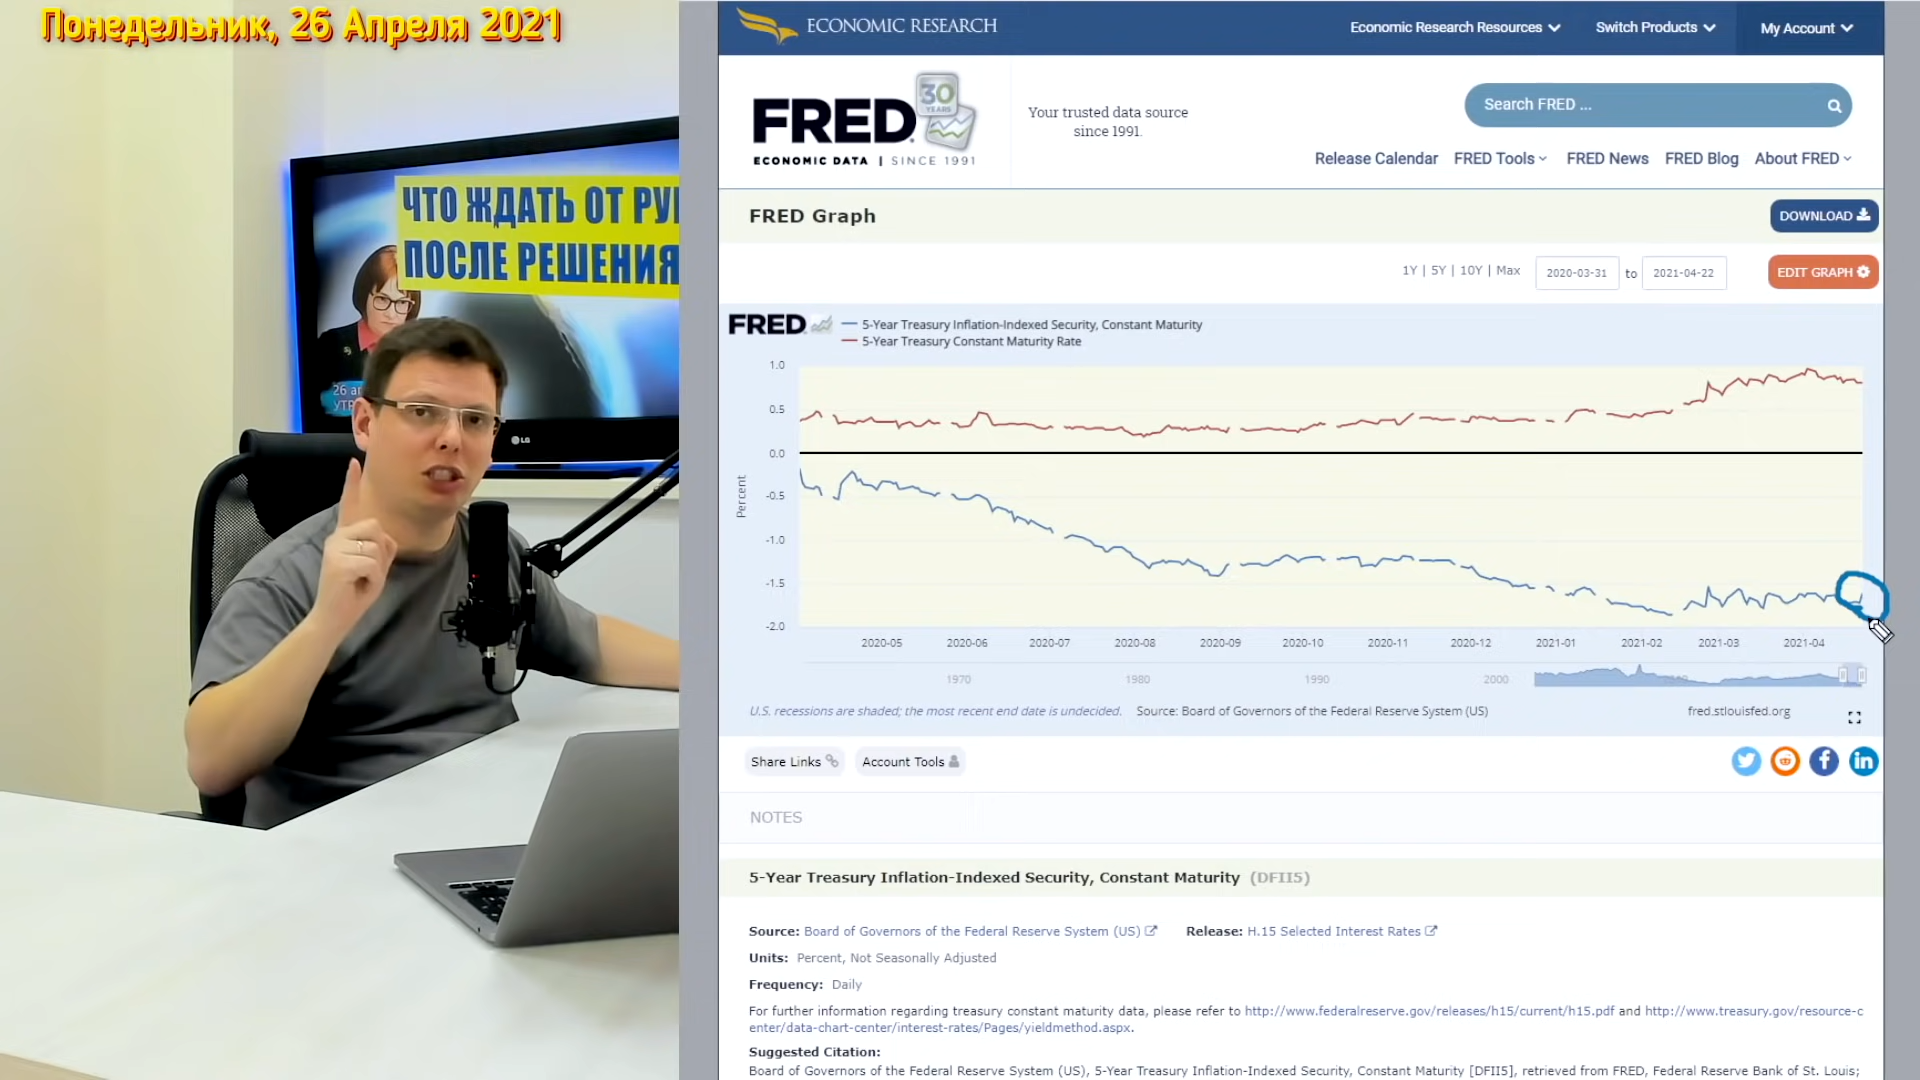 Понедельник, 26 Апреля 2021
ЧТО ЖДАТЬ ОТ
ПОСЛЕ РЕШЕНИЯ
LG
ECONOMIC RESEARCH
Economic Research Resources
Switch Products
My Account
30
YEARS
FRED
ECONOMIC DATA | SINCE 1991
Your trusted data source
since 1991.
Search FRED ...
Release Calendar
FRED Tools
FRED News
FRED Blog
About FRED
FRED Graph
DOWNLOAD
1Y | 5Y | 10Y | Max
2020-03-31 to 2021-04-22
EDIT GRAPH
FRED
5-Year Treasury Inflation-Indexed Security, Constant Maturity
5-Year Treasury Constant Maturity Rate
1.0
0.5
0.0
-0.5
-1.0
-1.5
-2.0
Percent
2020-05 2020-06 2020-07 2020-08 2020-09 2020-10 2020-11 2020-12 2021-01 2021-02 2021-03 2021-04
1970 1980 1990 2000
U.S. recessions are shaded; the most recent end date is undecided.
Source: Board of Governors of the Federal Reserve System (US)
fred.stlouisfed.org
Share Links
Account Tools
NOTES
5-Year Treasury Inflation-Indexed Security, Constant Maturity (DFII5)
Source: Board of Governors of the Federal Reserve System (US) Release: H.15 Selected Interest Rates
Units: Percent, Not Seasonally Adjusted
Frequency: Daily
For further information regarding treasury constant maturity data, please refer to http://www.federalreserve.gov/releases/h15/current/h15.pdf and http://www.treasury.gov/resource-c
enter/data-chart-center/interest-rates/Pages/yieldmethod.aspx.
Suggested Citation:
Board of Governors of the Federal Reserve System (US), 5-Year Treasury Inflation-Indexed Security, Constant Maturity [DFII5], retrieved from FRED, Federal Reserve Bank of St. Louis;